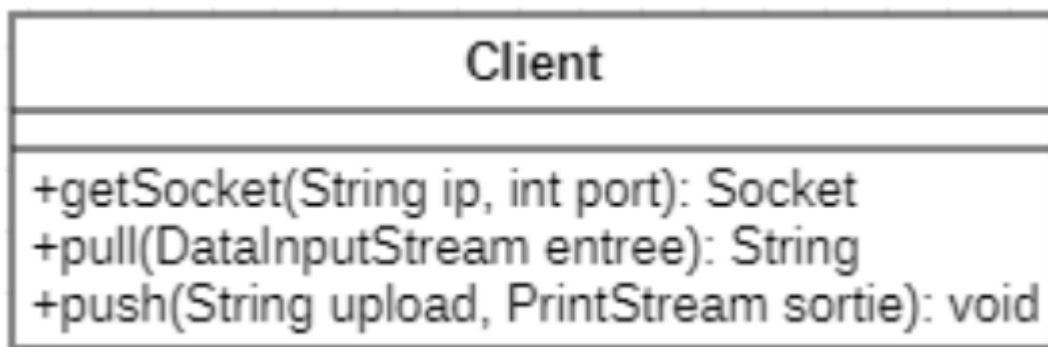 Client
+getSocket(String ip, int port): Socket
+pull(DataInputStream entree): String
+push(String upload, PrintStream sortie): void